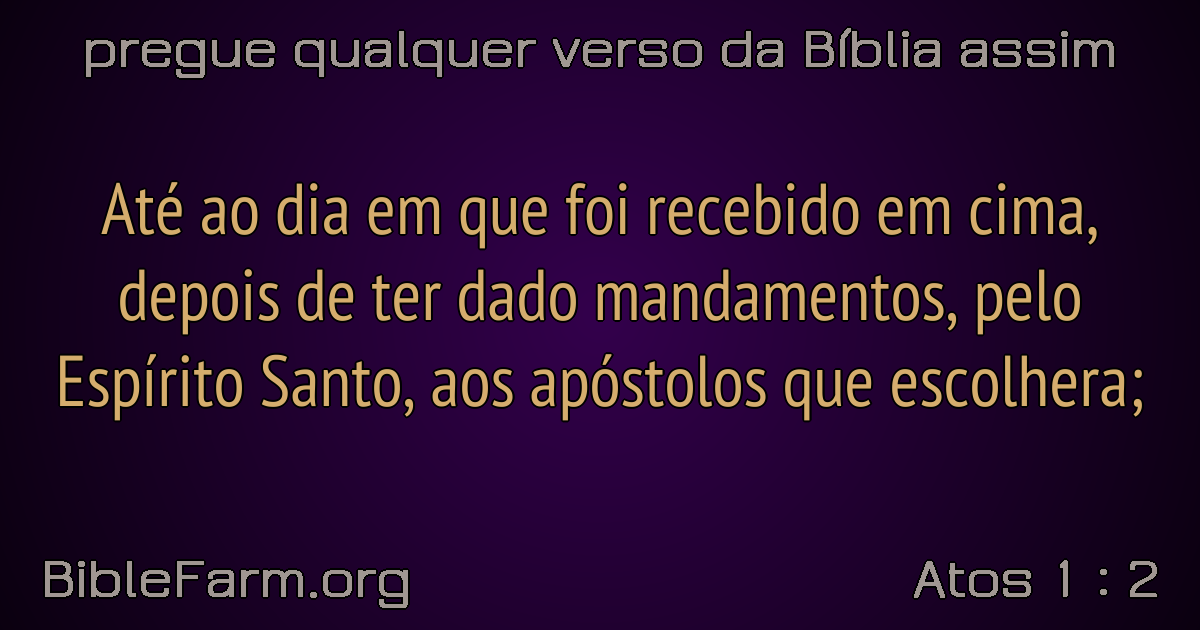 pregue qualquer verso da Bíblia assim
Até ao dia em que foi recebido em cima,
depois de ter dado mandamentos, pelo
Espírito Santo, aos apóstolos que escolhera;
BibleFarm.org
Atos 1 : 2